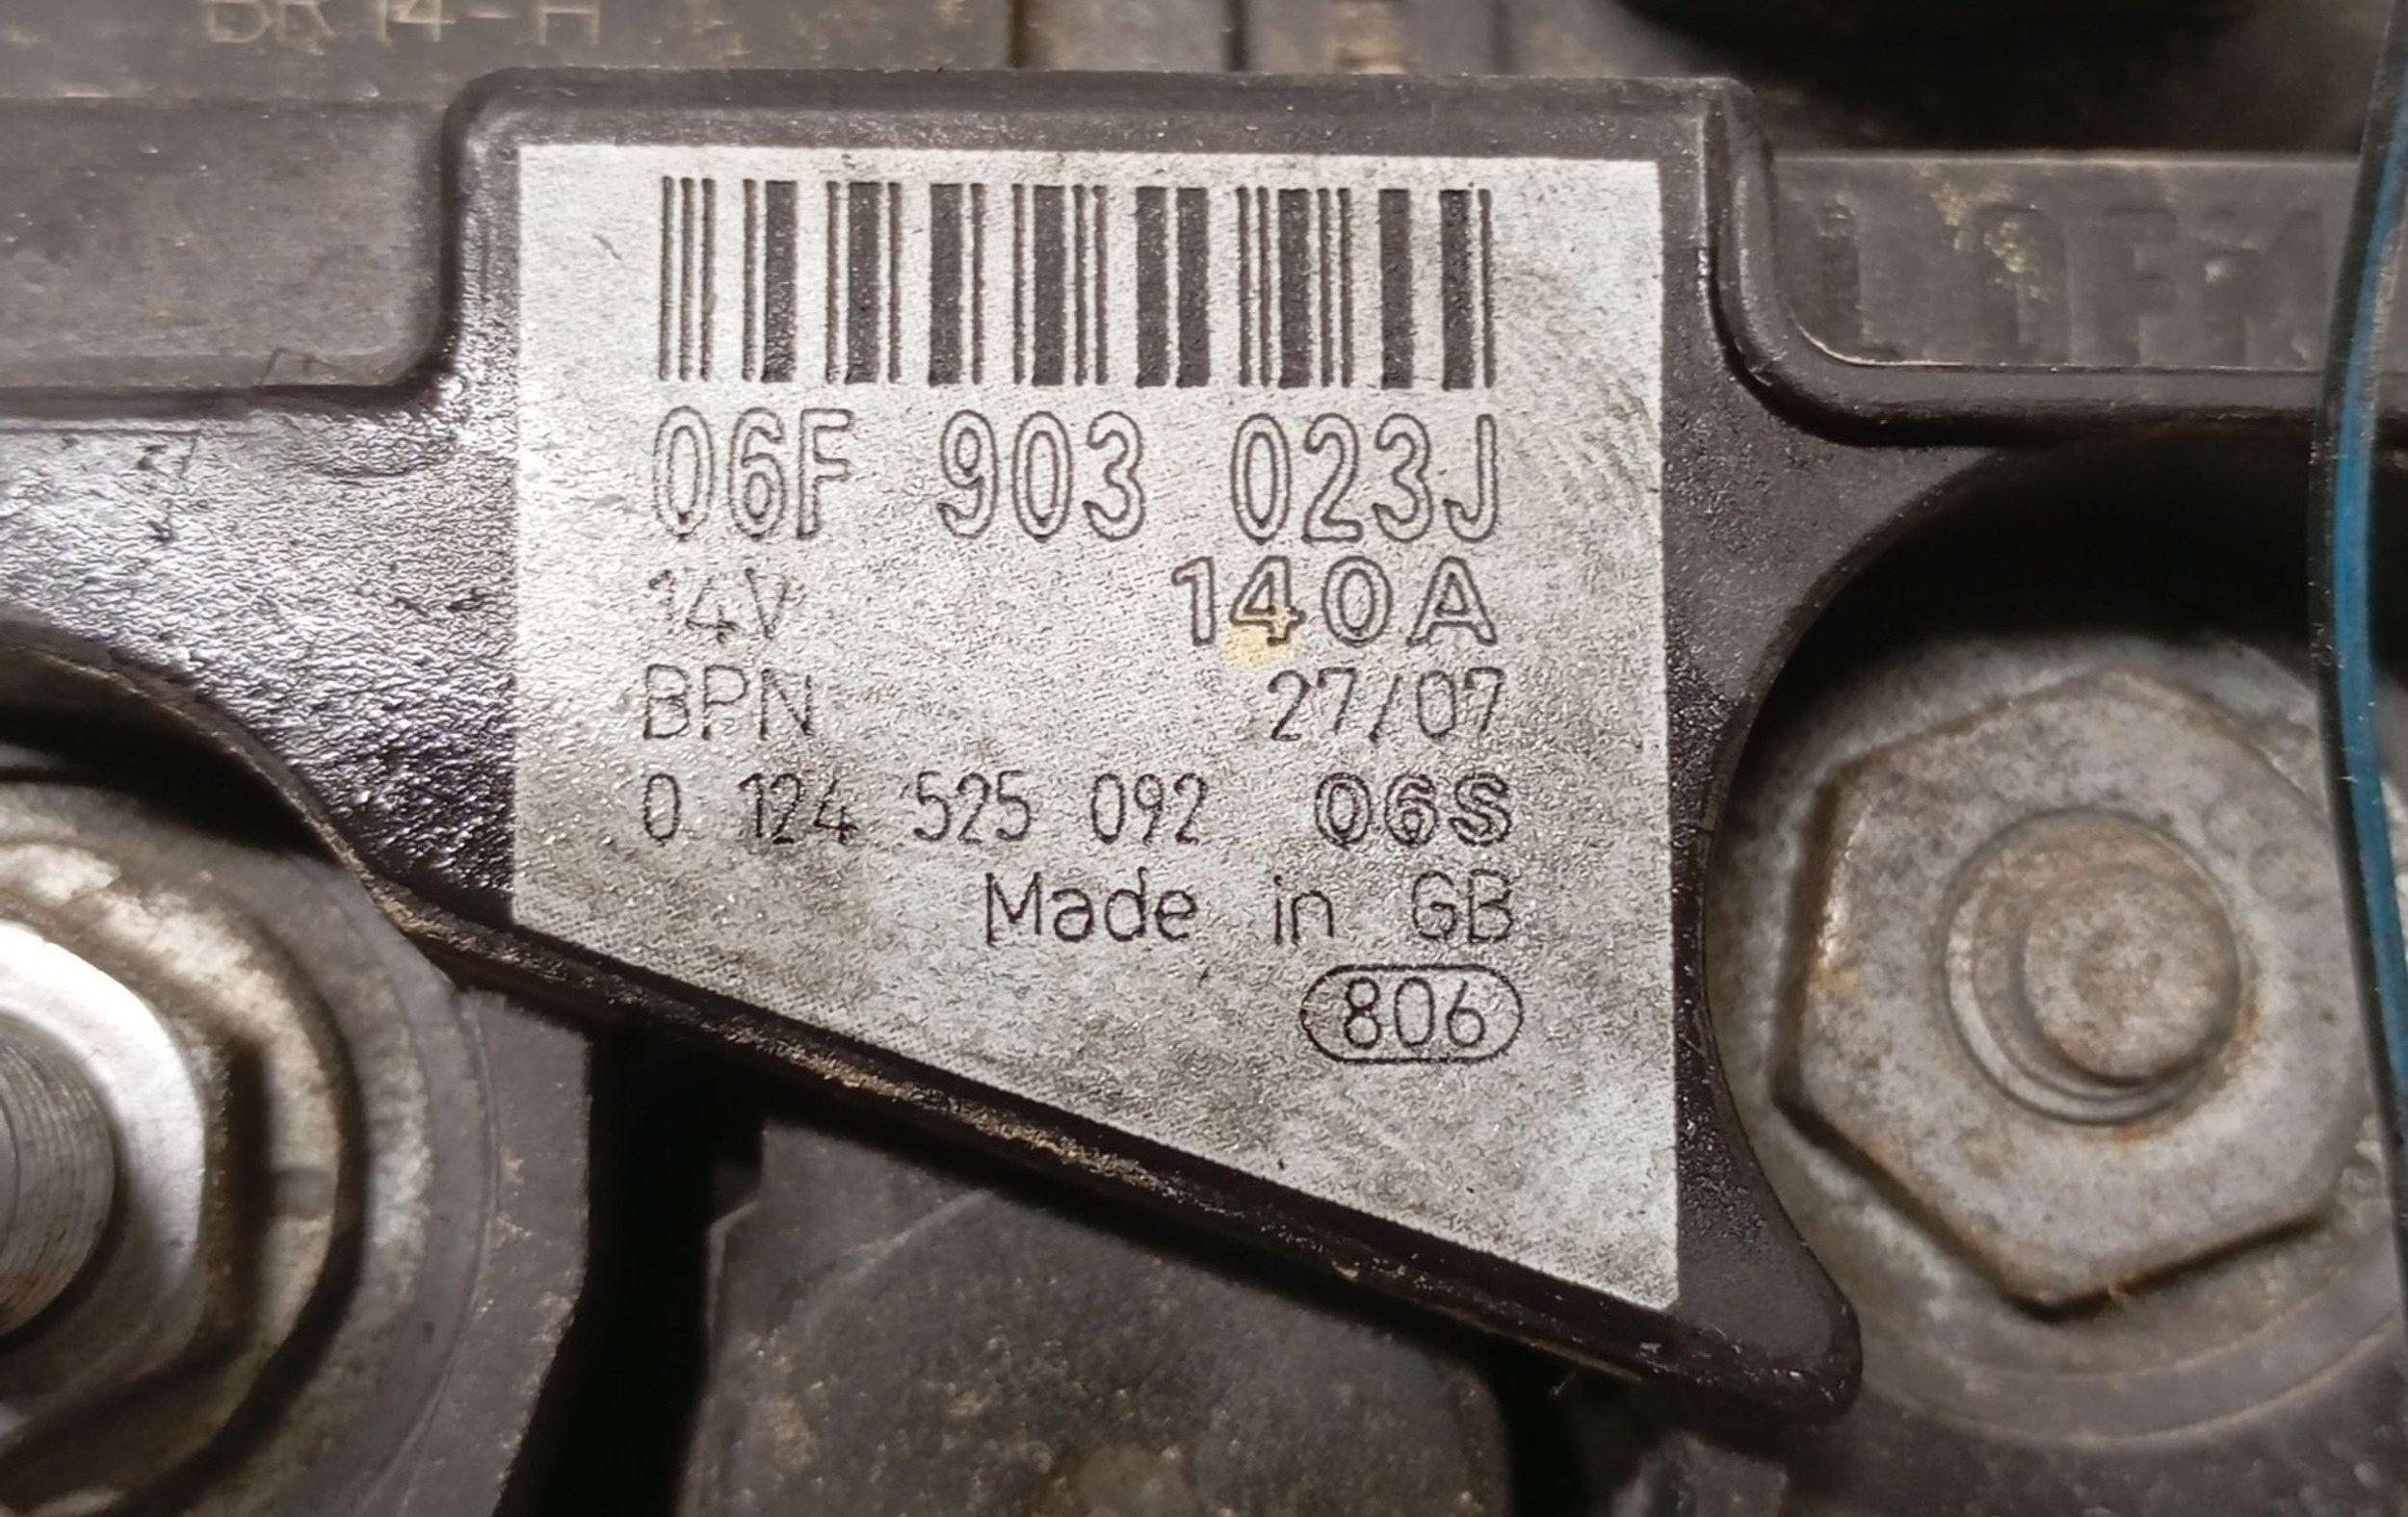 06F 903 023J
14V 140A
BPN 27/07
0 124 525 092 06S
Made in GB
806